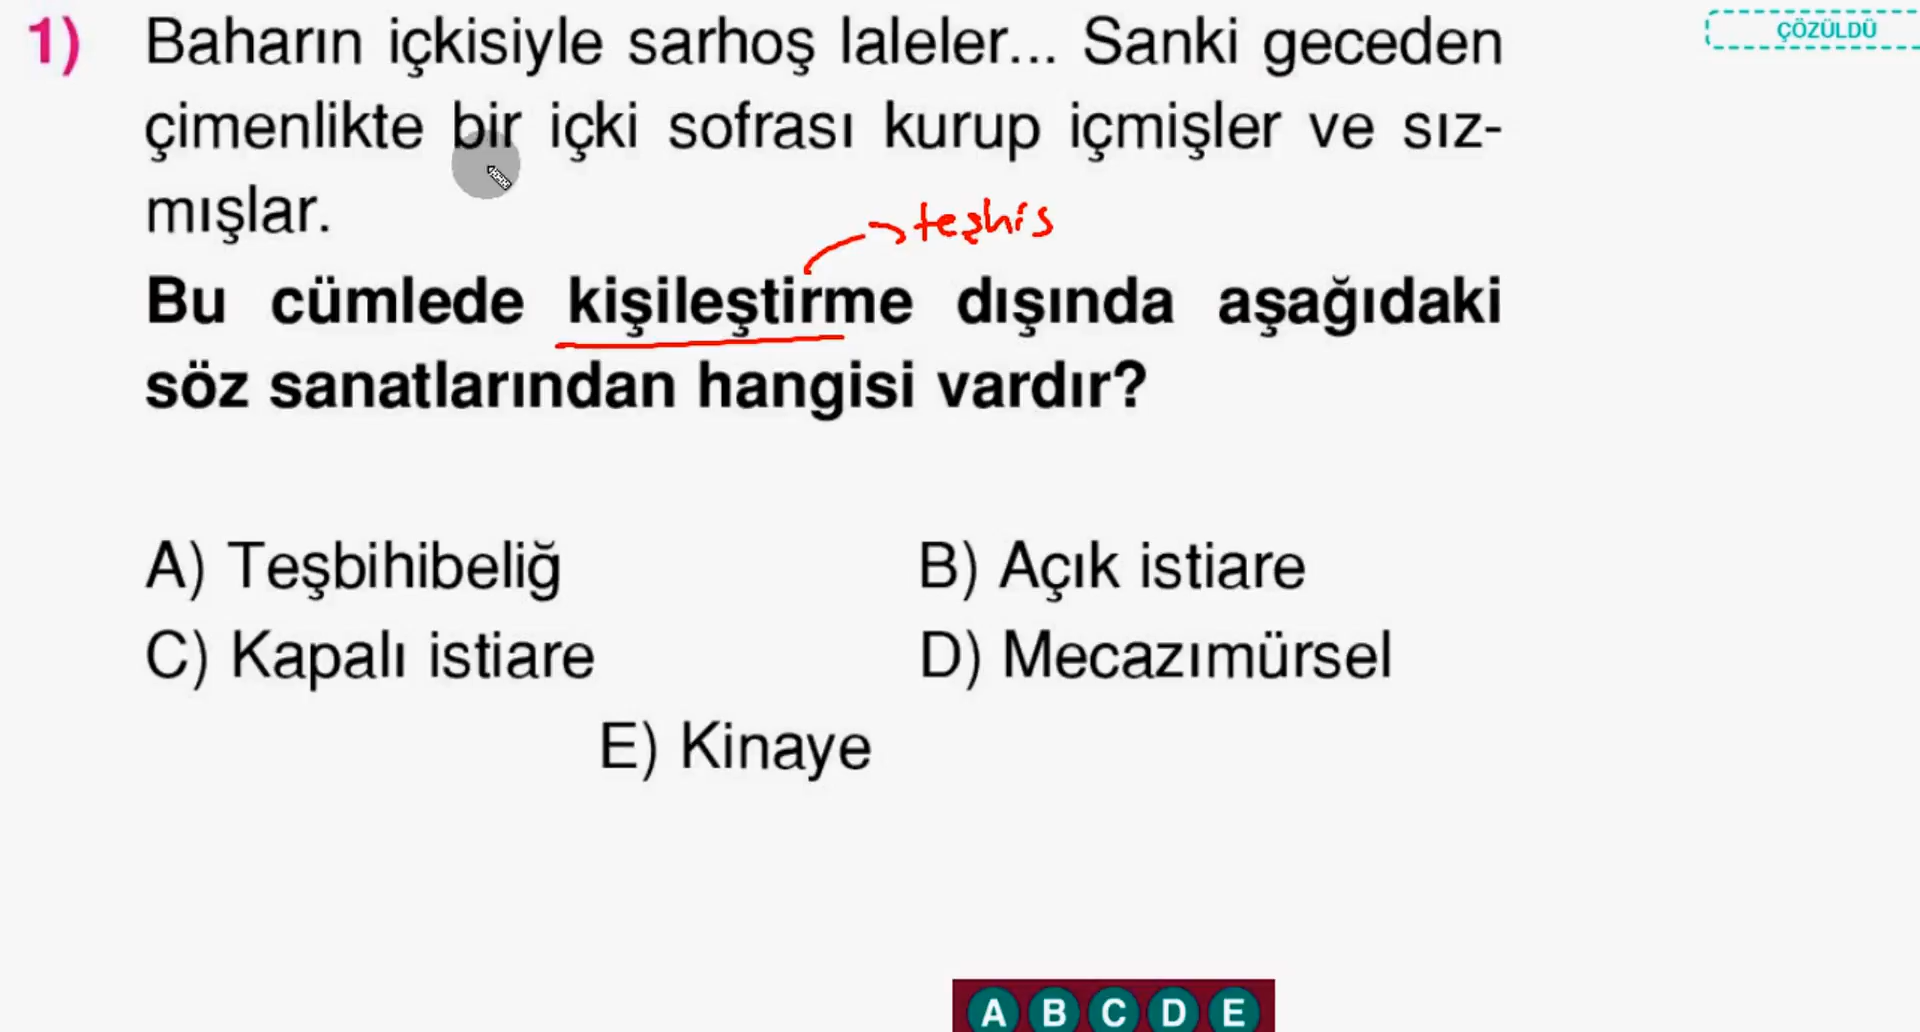 1) Baharın içkisiyle sarhoş laleler... Sanki geceden
çimenlikte bir içki sofrası kurup içmişler ve sız-
mışlar.
teşhis
Bu cümlede kişileştirme dışında aşağıdaki
söz sanatlarından hangisi vardır?
A) Teşbihibeliğ
B) Açık istiare
C) Kapalı istiare
D) Mecazımürsel
E) Kinaye
ÇÖZÜLDÜ
A B C D E